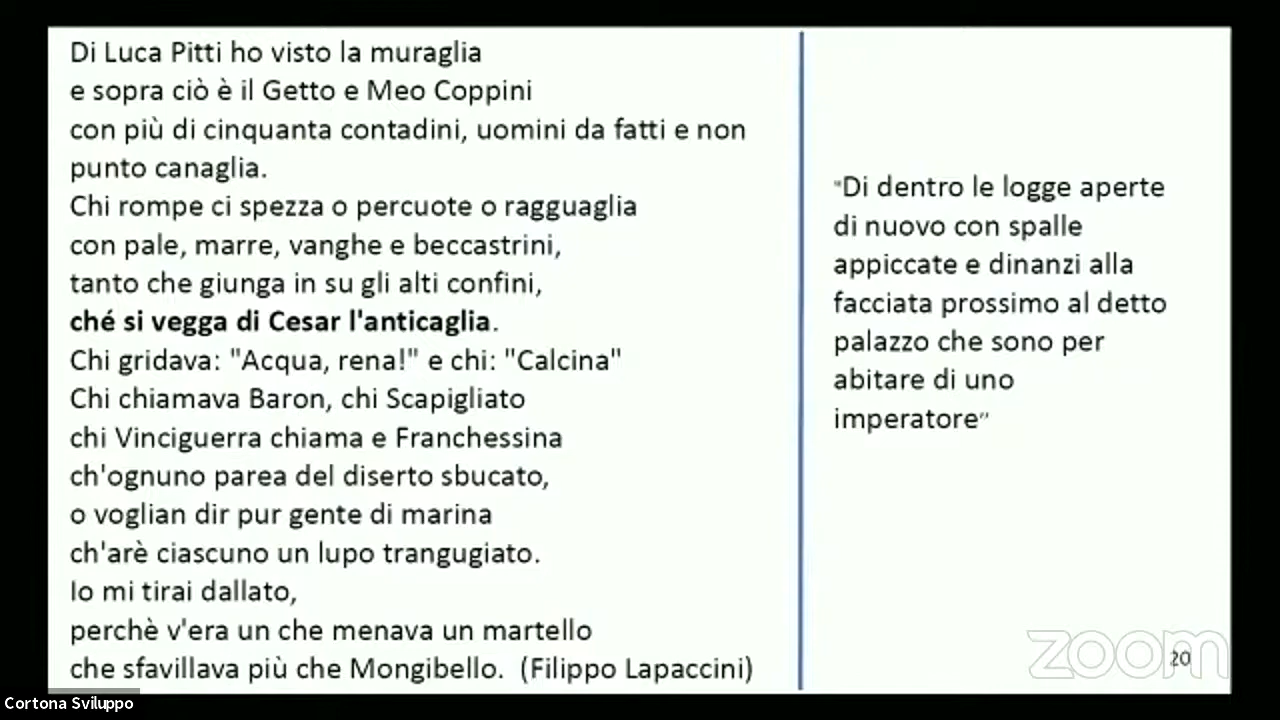 Di Luca Pitti ho visto la muraglia
e sopra ciò è il Getto e Meo Coppini
con più di cinquanta contadini, uomini da fatti e non
punto canaglia.
Chi rompe ci spezza o percuote o ragguaglia
con pale, marre, vanghe e beccastrini,
tanto che giunga in su gli alti confini,
ché si vegga di Cesar l'anticaglia.
Chi gridava: "Acqua, rena!" e chi: "Calcina"
Chi chiamava Baron, chi Scapigliato
chi Vinciguerra chiama e Franchessina
ch'ognuno parea del diserto sbucato,
o voglian dir pur gente di marina
ch'arè ciascuno un lupo trangugiato.
Io mi tirai dallato,
perchè v'era un che menava un martello
che sfavillava più che Mongibello. (Filippo Lapaccini)
"Di dentro le logge aperte
di nuovo con spalle
appiccate e dinanzi alla
facciata prossimo al detto
palazzo che sono per
abitare di uno
imperatore"
zoom
20
Cortona Sviluppo